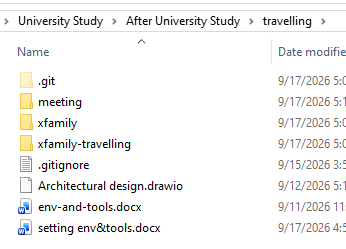 University Study > After University Study > travelling >
Name Date modifie
.git 9/17/2026 5:0
meeting 9/17/2026 5:1
xfamily 9/17/2026 5:0
xfamily-travelling 9/17/2026 5:0
.gitignore 9/15/2026 3:5
Architectural design.drawio 9/12/2026 5:1
env-and-tools.docx 9/11/2026 11:
setting env&tools.docx 9/17/2026 4:5